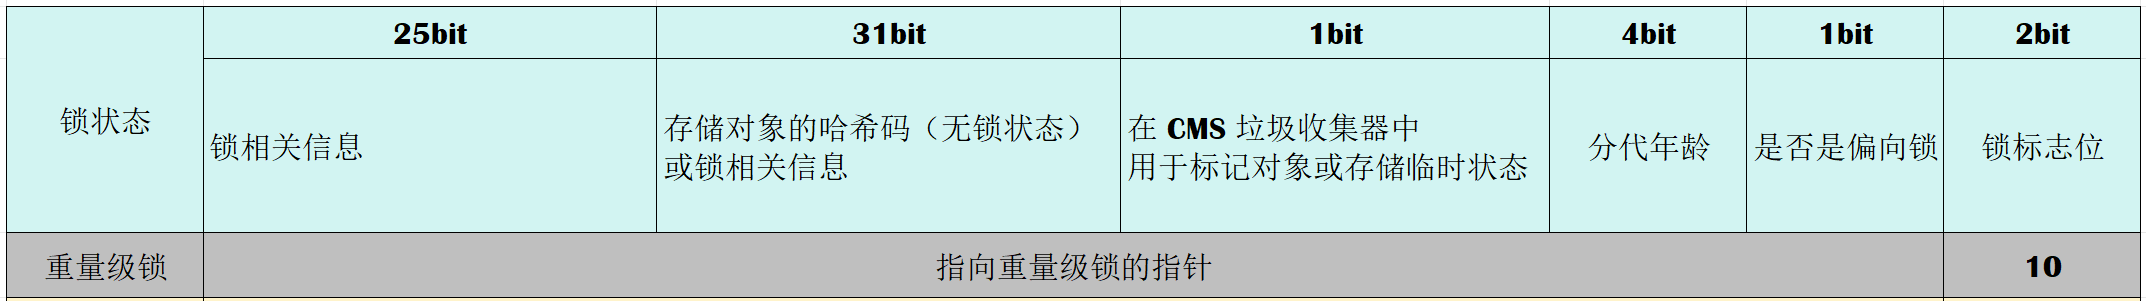 25bit
31bit
1bit
4bit
1bit
2bit
锁状态
锁相关信息
存储对象的哈希码（无锁状态）
或锁相关信息
在 CMS 垃圾收集器中
用于标记对象或存储临时状态
分代年龄
是否是偏向锁
锁标志位
重量级锁
指向重量级锁的指针
10